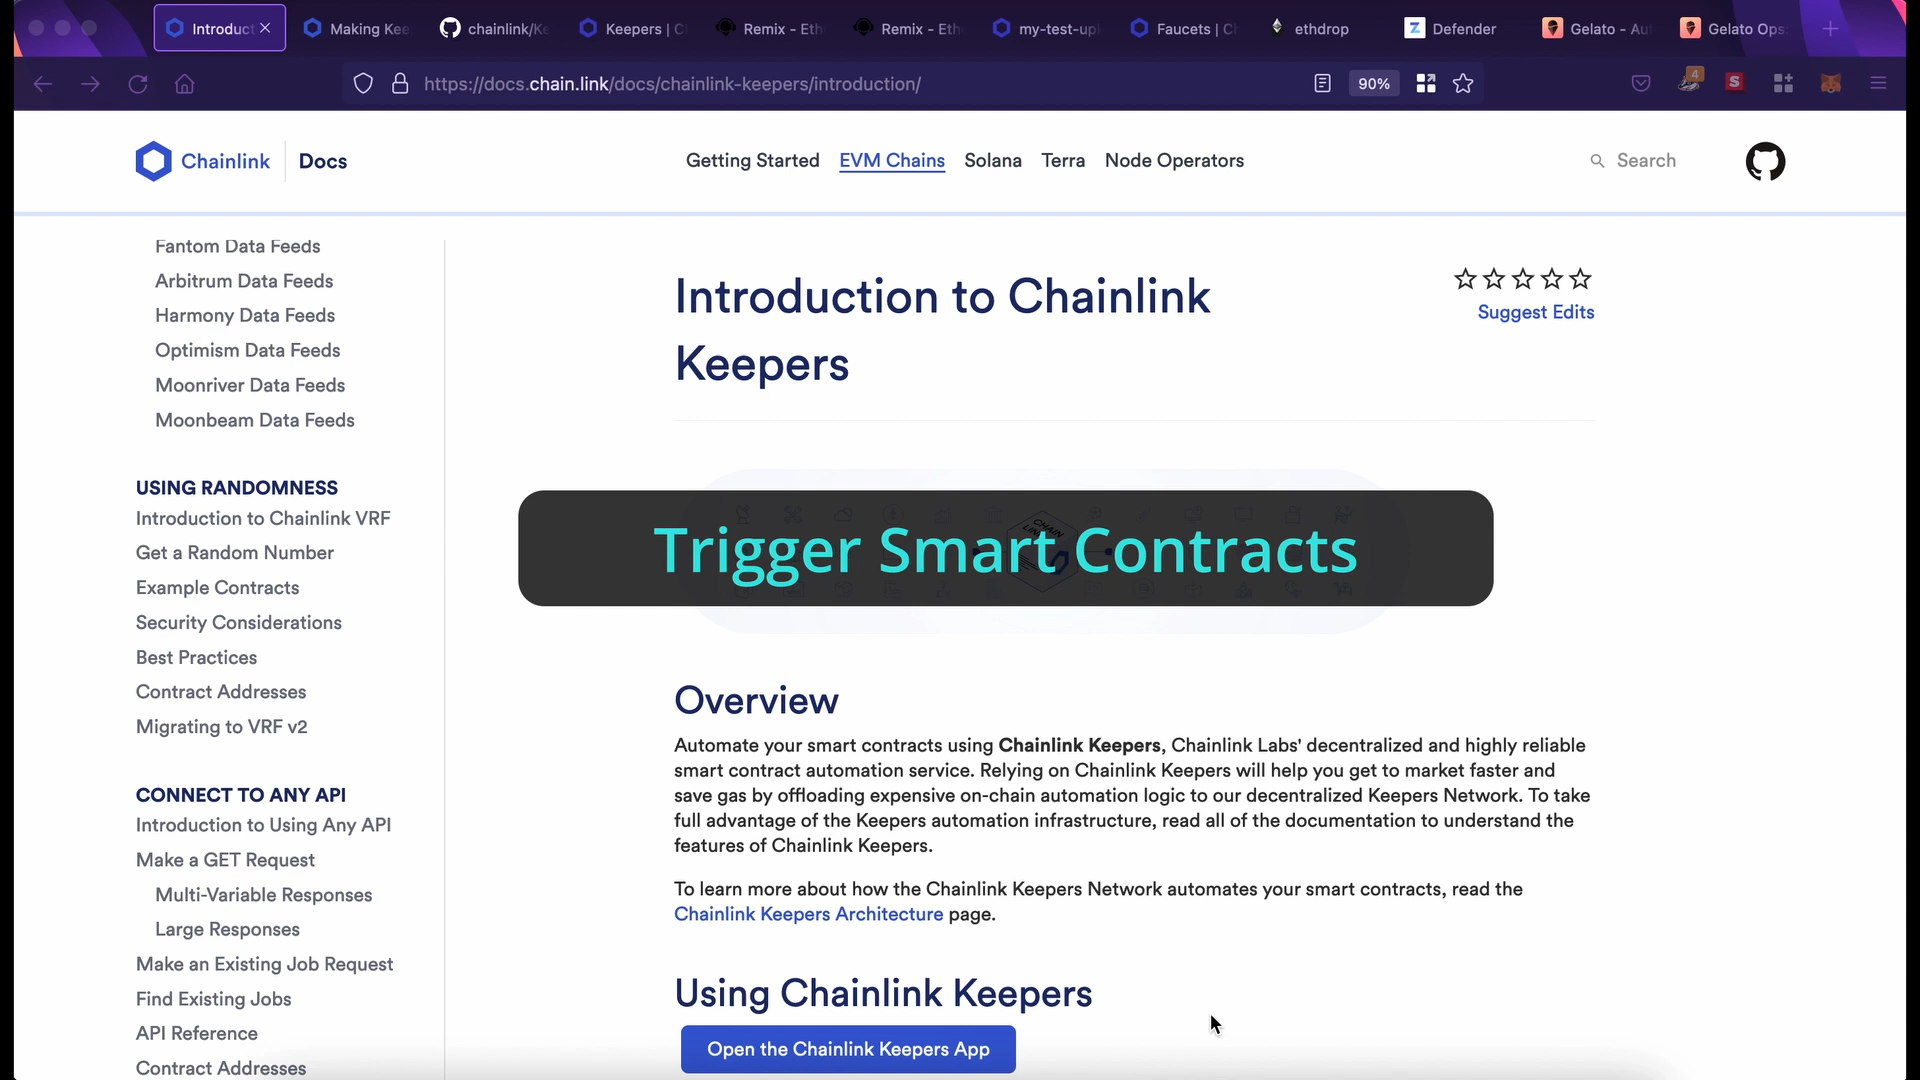 Introduct
Making Kee
chainlink/Ke
Keepers | C
Remix - Eth
Remix - Eth
my-test-upk
Faucets | Ch
ethdrop
Defender
Gelato - Aut
Gelato Ops
https://docs.chain.link/docs/chainlink-keepers/introduction/
90%
4
Chainlink
Docs
Getting Started
EVM Chains
Solana
Terra
Node Operators
Search
Fantom Data Feeds
Arbitrum Data Feeds
Harmony Data Feeds
Optimism Data Feeds
Moonriver Data Feeds
Moonbeam Data Feeds
USING RANDOMNESS
Introduction to Chainlink VRF
Get a Random Number
Example Contracts
Security Considerations
Best Practices
Contract Addresses
Migrating to VRF v2
CONNECT TO ANY API
Introduction to Using Any API
Make a GET Request
Multi-Variable Responses
Large Responses
Make an Existing Job Request
Find Existing Jobs
API Reference
Contract Addresses
Introduction to Chainlink
Keepers
Suggest Edits
Trigger Smart Contracts
Overview
Automate your smart contracts using Chainlink Keepers, Chainlink Labs' decentralized and highly reliable
smart contract automation service. Relying on Chainlink Keepers will help you get to market faster and
save gas by offloading expensive on-chain automation logic to our decentralized Keepers Network. To take
full advantage of the Keepers automation infrastructure, read all of the documentation to understand the
features of Chainlink Keepers.
To learn more about how the Chainlink Keepers Network automates your smart contracts, read the
Chainlink Keepers Architecture page.
Using Chainlink Keepers
Open the Chainlink Keepers App